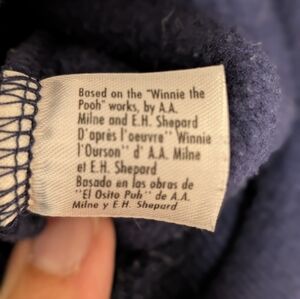 Based on the "Winnie the
Pooh" works, by A.A.
Milne and E.H. Shepard
D'après l'oeuvre'' Winnie
l'Ourson'' d' A.A. Milne
et E.H. Shepard
Basado en las obras de
"El Osito Puh" de A.A.
Milne y E.H. Shepard